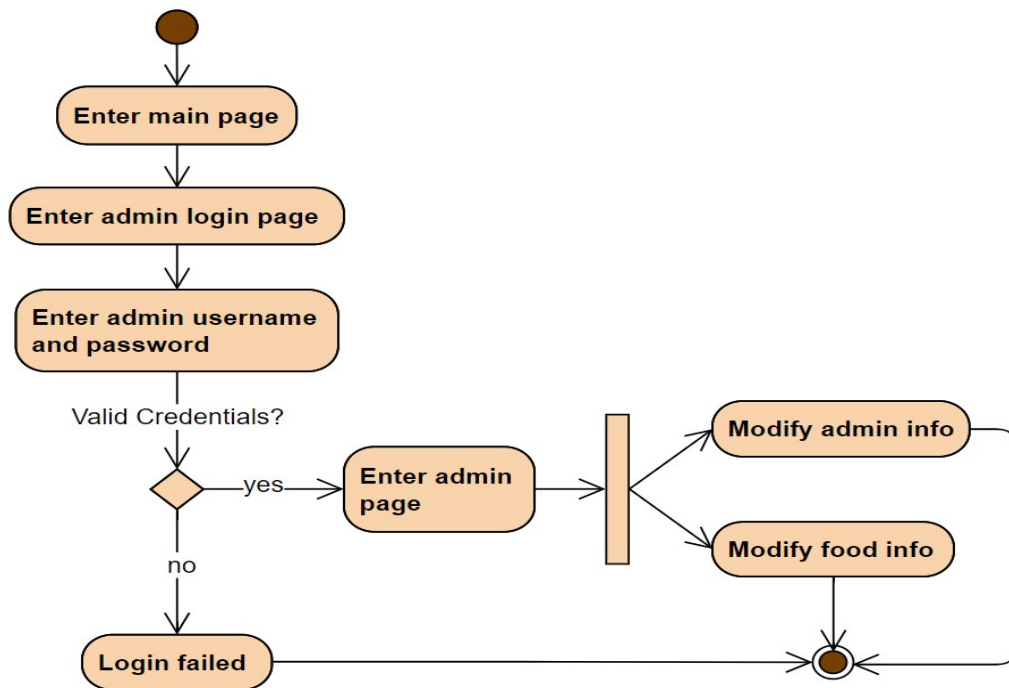 Enter main page
Enter admin login page
Enter admin username
and password
Valid Credentials?
yes
Enter admin
page
Modify admin info
Modify food info
no
Login failed